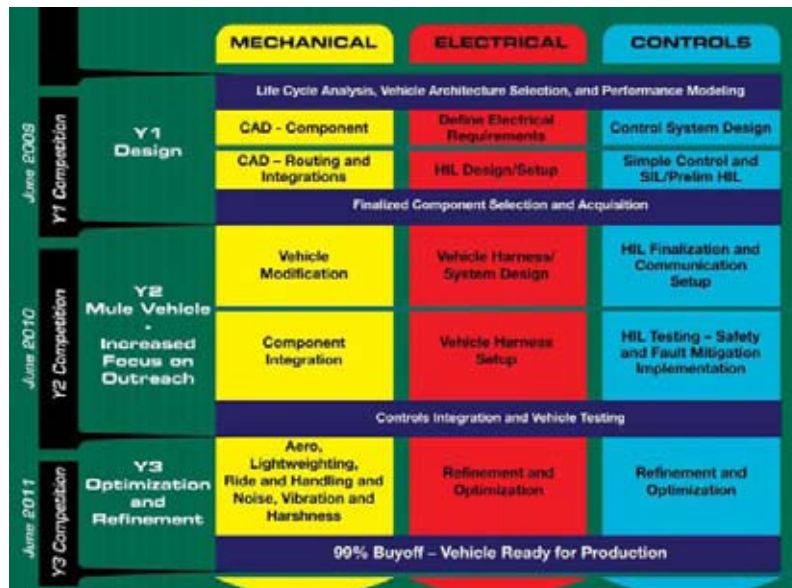 MECHANICAL
ELECTRICAL
CONTROLS
June 2009
Y1 Competition
Y1
Design
Life Cycle Analysis, Vehicle Architecture Selection, and Performance Modeling
CAD - Component
Define Electrical
Requirements
Control System Design
CAD – Routing and
Integrations
HIL Design/Setup
Simple Control and
SIL/Prelim HIL
Finalized Component Selection and Acquisition
June 2010
Y2 Competition
Y2
Mule Vehicle
-
Increased
Focus on
Outreach
Vehicle
Modification
Vehicle Harness/
System Design
HIL Finalization and
Communication
Setup
Component
Integration
Vehicle Harness
Setup
HIL Testing – Safety
and Fault Mitigation
Implementation
Controls Integration and Vehicle Testing
June 2011
Y3 Competition
Y3
Optimization
and
Refinement
Aero,
Lightweighting,
Ride and Handling and
Noise, Vibration and
Harshness
Refinement and
Optimization
Refinement and
Optimization
99% Buyoff – Vehicle Ready for Production